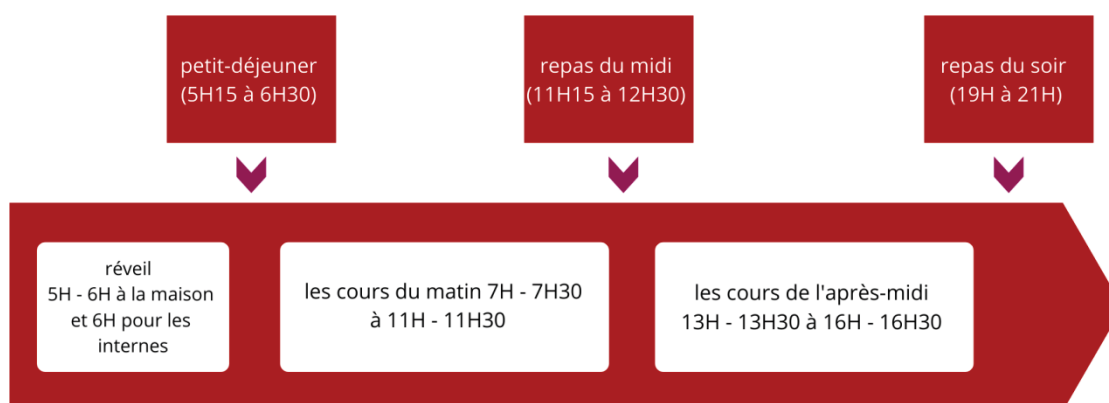 petit-déjeuner
(5H15 à 6H30)
repas du midi
(11H15 à 12H30)
repas du soir
(19H à 21H)
réveil
5H - 6H à la maison
et 6H pour les
internes
les cours du matin 7H - 7H30
à 11H - 11H30
les cours de l'après-midi
13H - 13H30 à 16H - 16H30